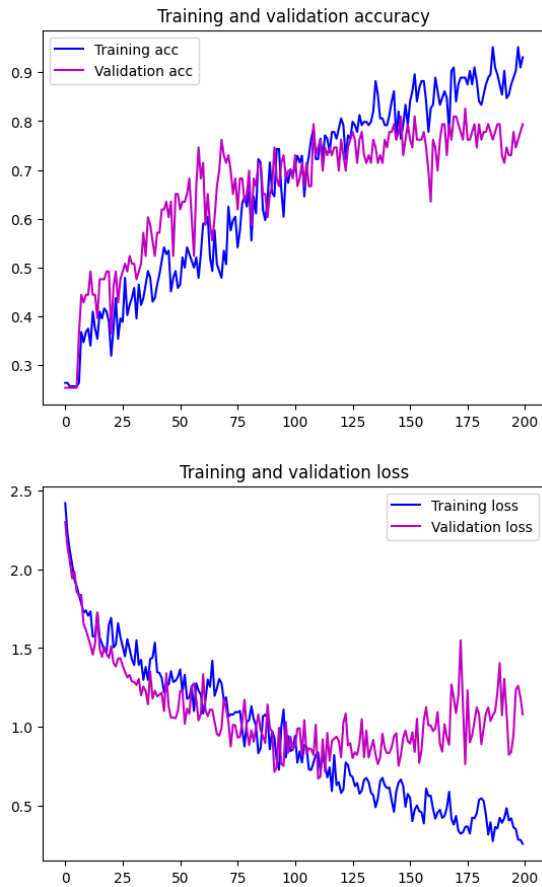 Training and validation accuracy
Training acc
Validation acc
0.9
0.8
0.7
0.6
0.5
0.4
0.3
0 25 50 75 100 125 150 175 200
Training and validation loss
Training loss
Validation loss
2.5
2.0
1.5
1.0
0.5
0 25 50 75 100 125 150 175 200